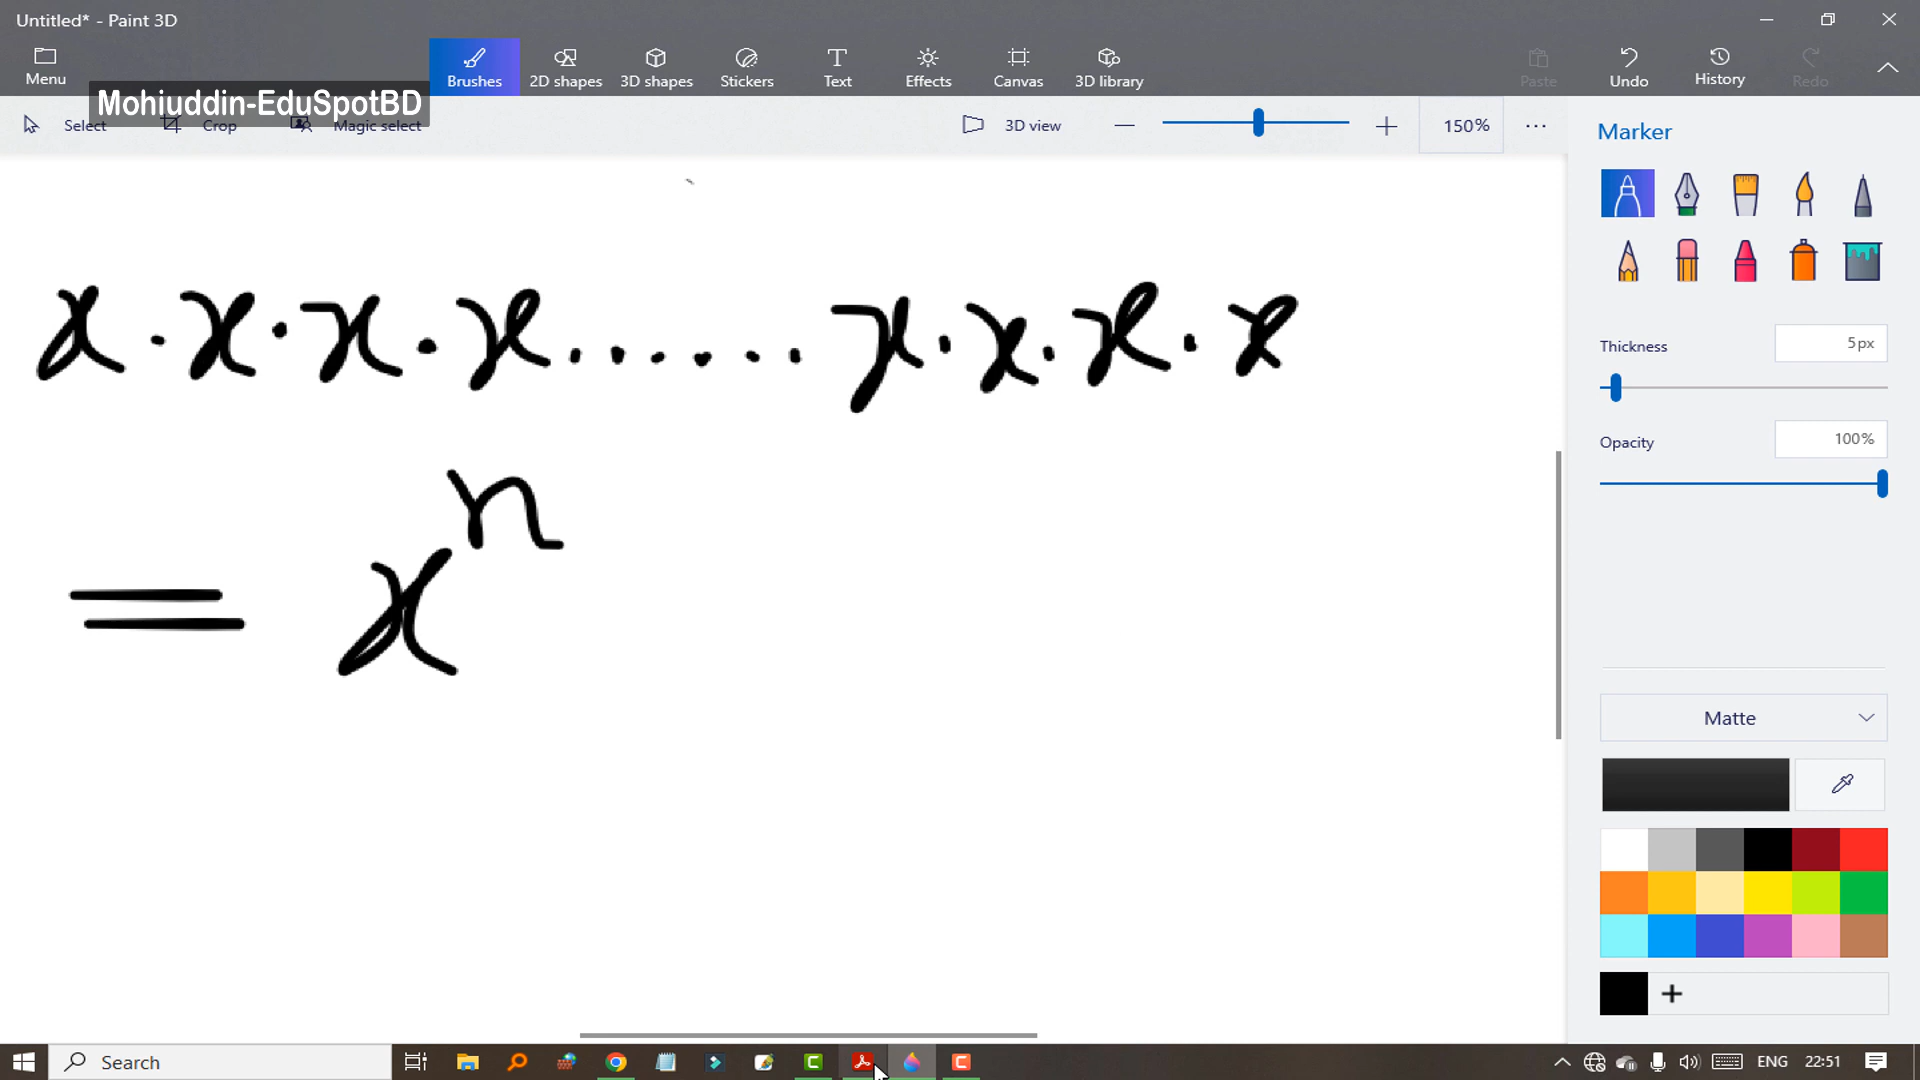 Untitled* - Paint 3D
Menu
Brushes
2D shapes
3D shapes
Stickers
Text
Effects
Canvas
3D library
Paste
Undo
History
Redo
Mohiuddin-EduSpotBD
Select
Crop
Magic select
3D view
150%
Marker
x . x . x . x . . . . . . x . x . x . x
= xⁿ
Thickness
5px
Opacity
100%
Matte
Search
ENG
22:51